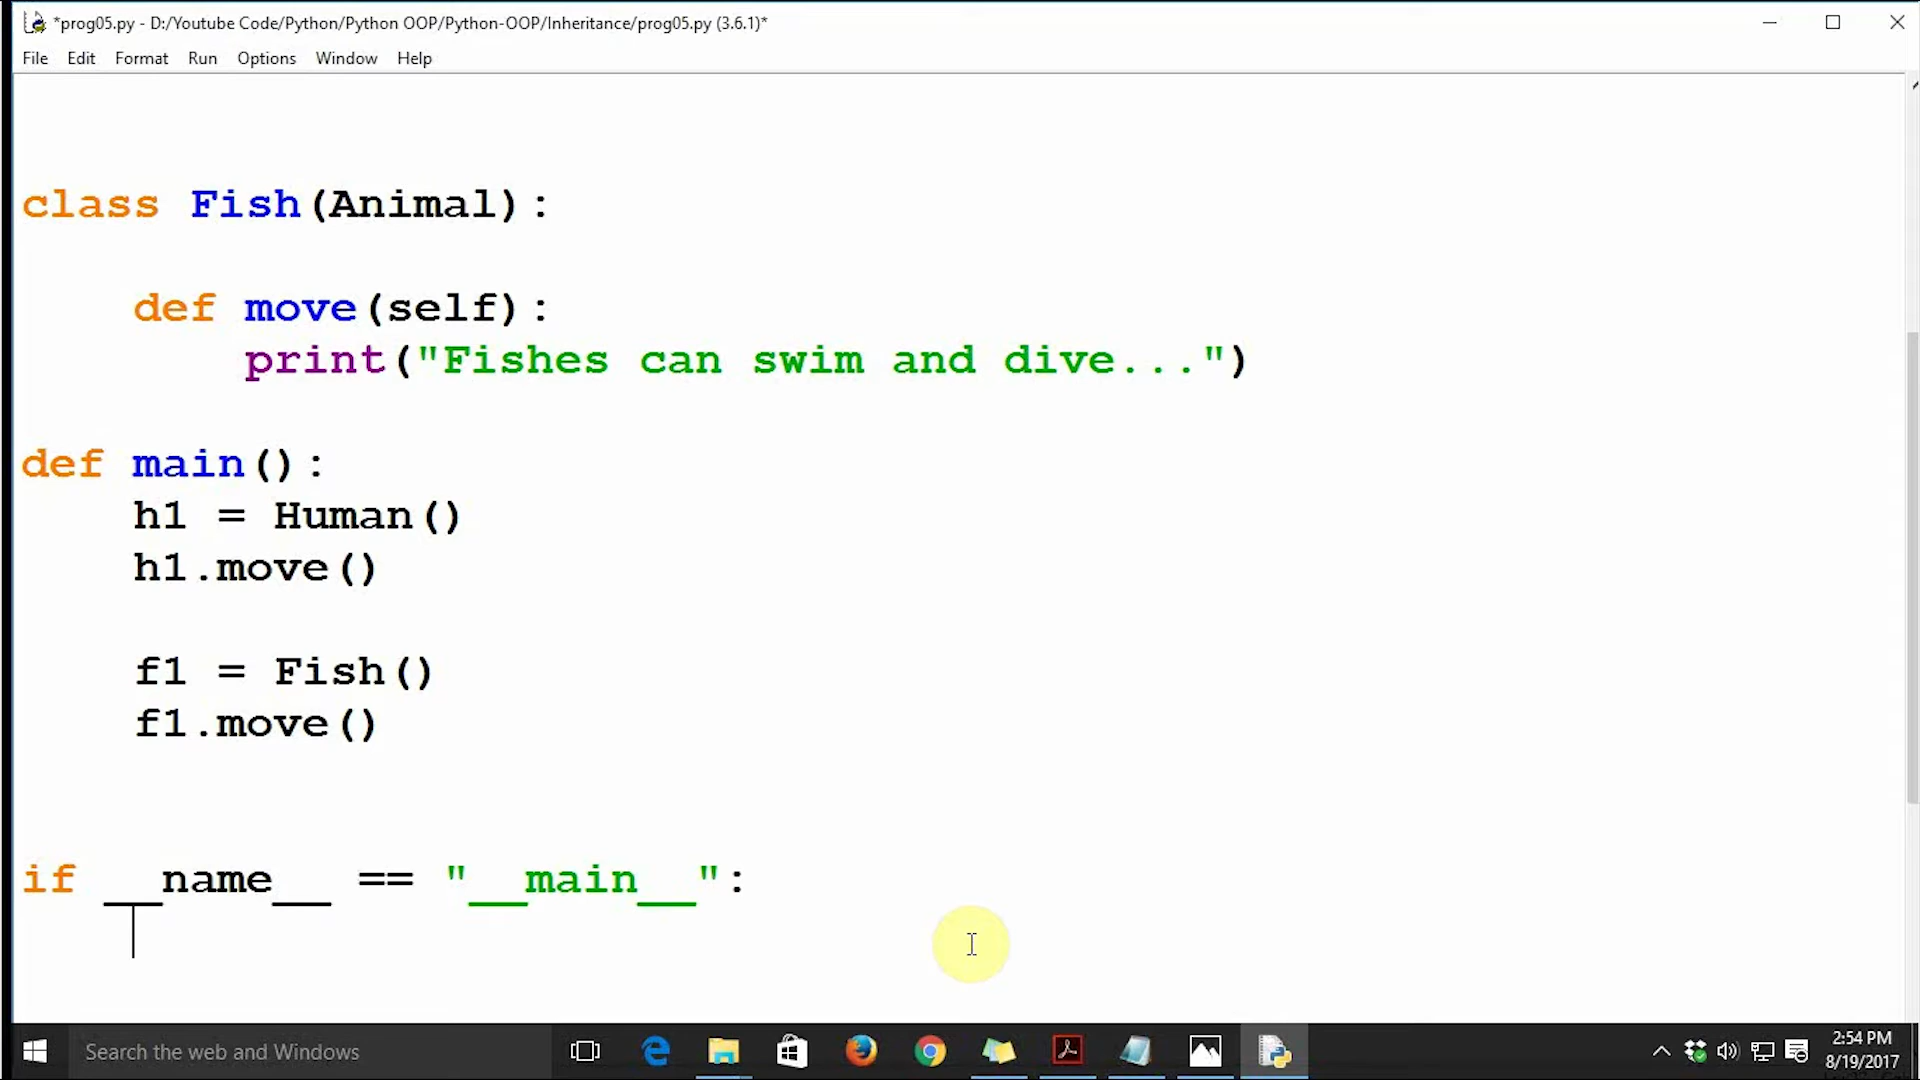 *prog05.py - D:/Youtube Code/Python/Python OOP/Python-OOP/Inheritance/prog05.py (3.6.1)*
File Edit Format Run Options Window Help
class Fish(Animal):
    def move(self):
        print("Fishes can swim and dive...")
def main():
    h1 = Human()
    h1.move()
    f1 = Fish()
    f1.move()
if __name__ == "__main__":
Search the web and Windows
2:54 PM
8/19/2017